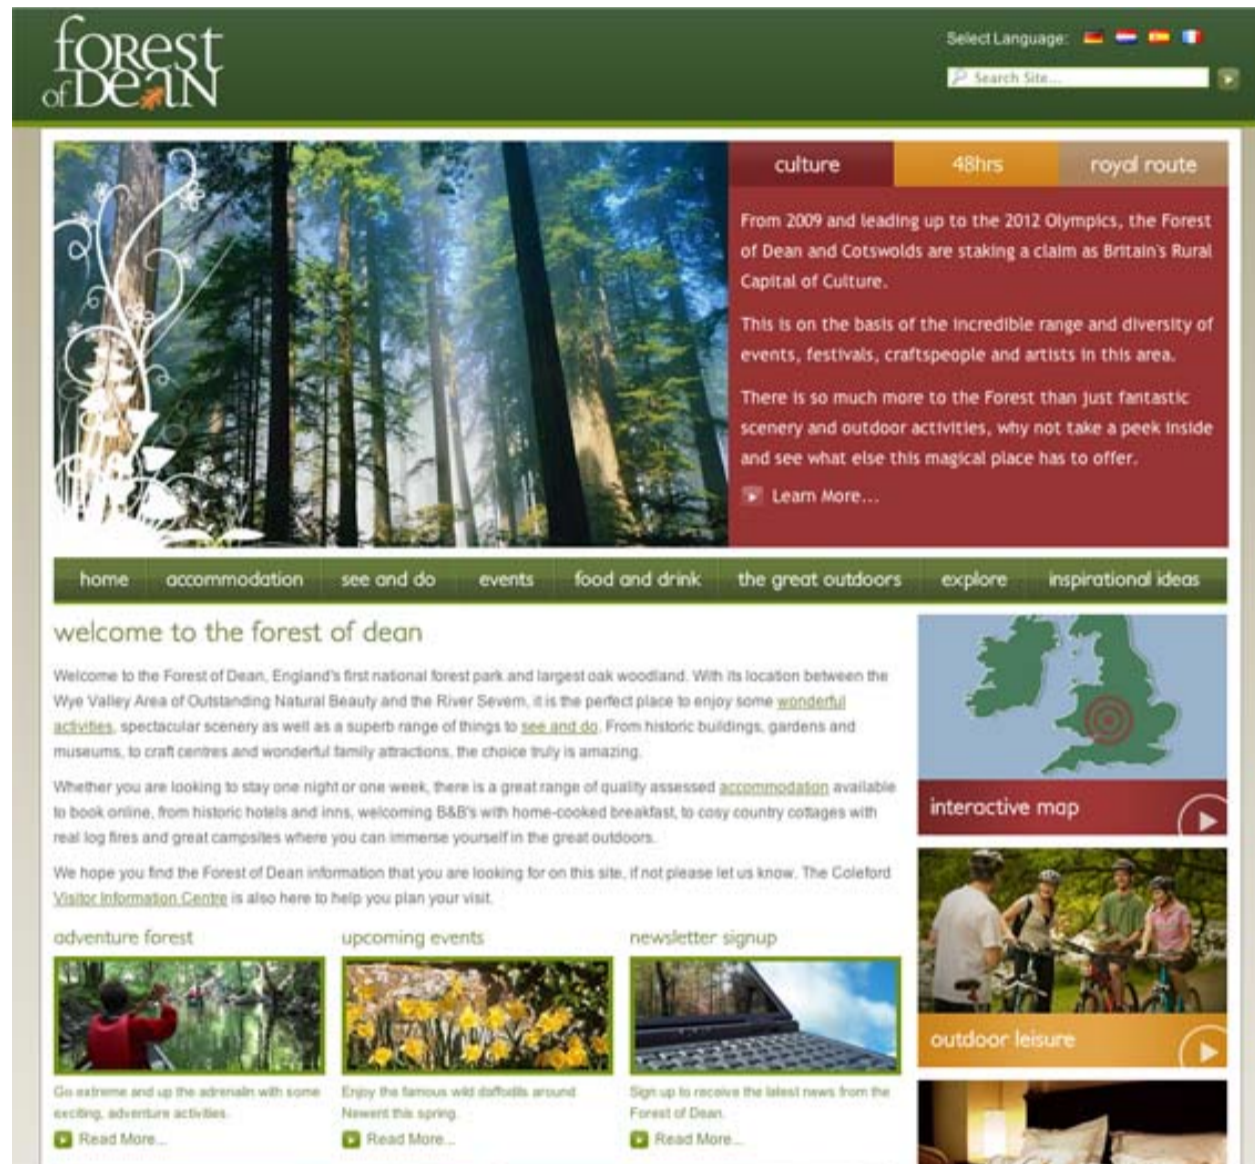 forest
of Dean
Select Language:
Search Site...
culture
48hrs
royal route
From 2009 and leading up to the 2012 Olympics, the Forest
of Dean and Cotswolds are staking a claim as Britain's Rural
Capital of Culture.
This is on the basis of the incredible range and diversity of
events, festivals, craftspeople and artists in this area.
There is so much more to the Forest than just fantastic
scenery and outdoor activities, why not take a peek inside
and see what else this magical place has to offer.
Learn More...
home
accommodation
see and do
events
food and drink
the great outdoors
explore
inspirational ideas
welcome to the forest of dean
Welcome to the Forest of Dean, England's first national forest park and largest oak woodland. With its location between the
Wye Valley Area of Outstanding Natural Beauty and the River Severn, it is the perfect place to enjoy some wonderful
activities, spectacular scenery as well as a superb range of things to see and do. From historic buildings, gardens and
museums, to craft centres and wonderful family attractions, the choice truly is amazing.
Whether you are looking to stay one night or one week, there is a great range of quality assessed accommodation available
to book online, from historic hotels and inns, welcoming B&B's with home-cooked breakfast, to cosy country cottages with
real log fires and great campsites where you can immerse yourself in the great outdoors.
We hope you find the Forest of Dean information that you are looking for on this site, if not please let us know. The Coleford
Visitor Information Centre is also here to help you plan your visit.
interactive map
outdoor leisure
adventure forest
Go extreme and up the adrenalin with some
exciting, adventure activities.
Read More...
upcoming events
Enjoy the famous wild daffodils around
Newent this spring.
Read More...
newsletter signup
Sign up to receive the latest news from the
Forest of Dean.
Read More...